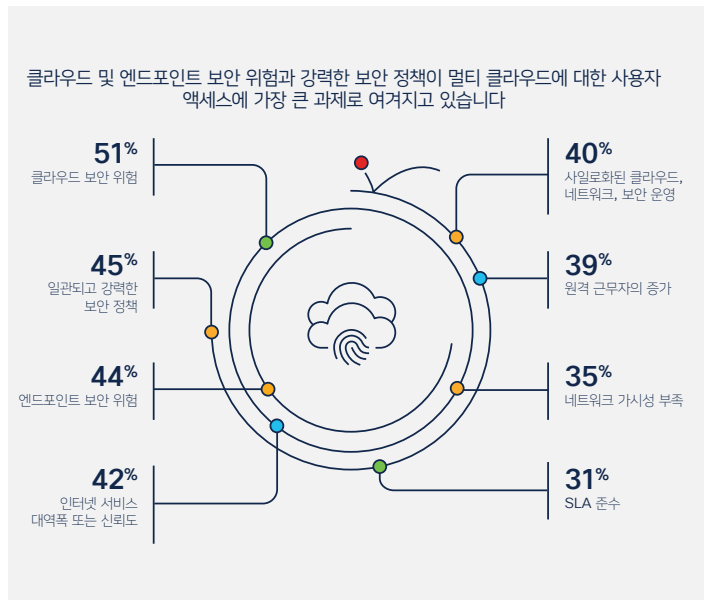 클라우드 및 엔드포인트 보안 위험과 강력한 보안 정책이 멀티 클라우드에 대한 사용자
액세스에 가장 큰 과제로 여겨지고 있습니다
51%
클라우드 보안 위험
45%
일관되고 강력한
보안 정책
44%
엔드포인트 보안 위험
42%
인터넷 서비스
대역폭 또는 신뢰도
40%
사일로화된 클라우드,
네트워크, 보안 운영
39%
원격 근무자의 증가
35%
네트워크 가시성 부족
31%
SLA 준수